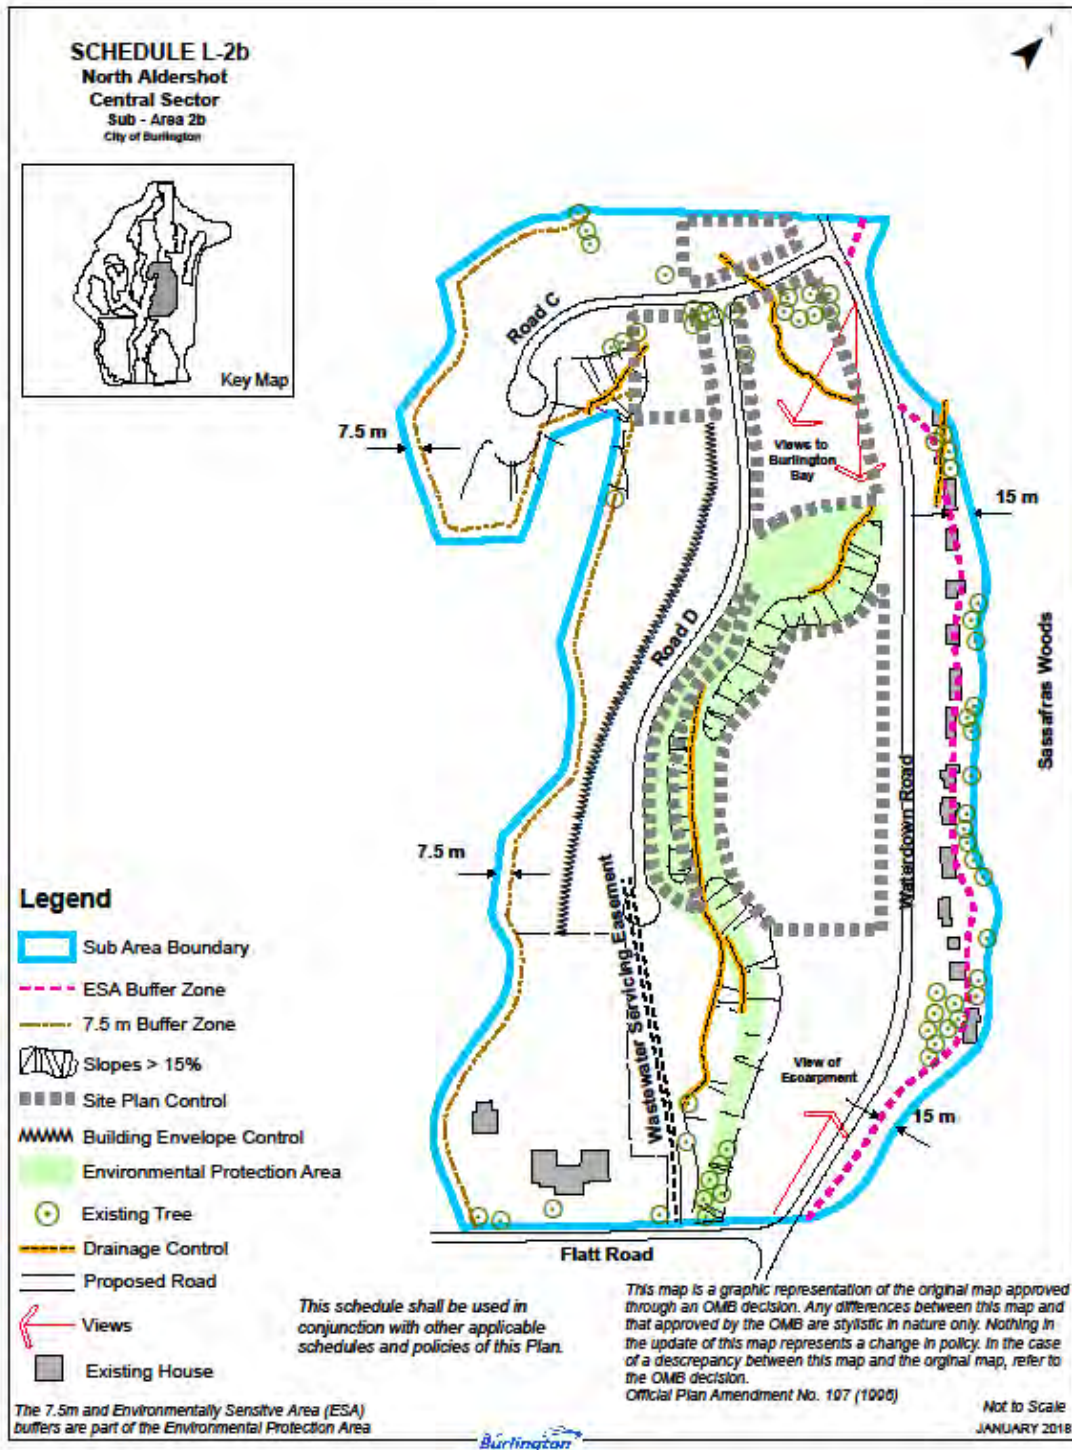 SCHEDULE L-2b
North Aldershot
Central Sector
Sub - Area 2b
City of Burlington
Key Map
Road C
7.5 m
Views to
Burlington
Bay
15 m
Road D
Sassafras Woods
Waterdown Road
7.5 m
Wastewater Servicing Easement
View of
Escarpment
15 m
Flatt Road
Legend
Sub Area Boundary
ESA Buffer Zone
7.5 m Buffer Zone
Slopes > 15%
Site Plan Control
Building Envelope Control
Environmental Protection Area
Existing Tree
Drainage Control
Proposed Road
Views
Existing House
This schedule shall be used in
conjunction with other applicable
schedules and policies of this Plan.
This map is a graphic representation of the original map approved
through an OMB decision. Any differences between this map and
that approved by the OMB are stylistic in nature only. Nothing in
the update of this map represents a change in policy. In the case
of a descrepancy between this map and the orginal map, refer to
the OMB decision.
Official Plan Amendment No. 197 (1996)
The 7.5m and Environmentally Sensitve Area (ESA)
buffers are part of the Environmental Protection Area
Not to Scale
JANUARY 2018
Burlington